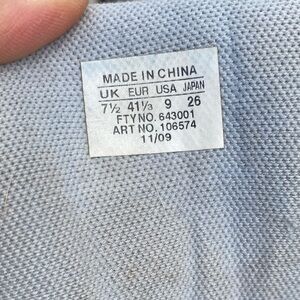 MADE IN CHINA
UK EUR USA JAPAN
7½ 41⅓ 9 26
FTY NO. 643001
ART NO. 106574
11/09